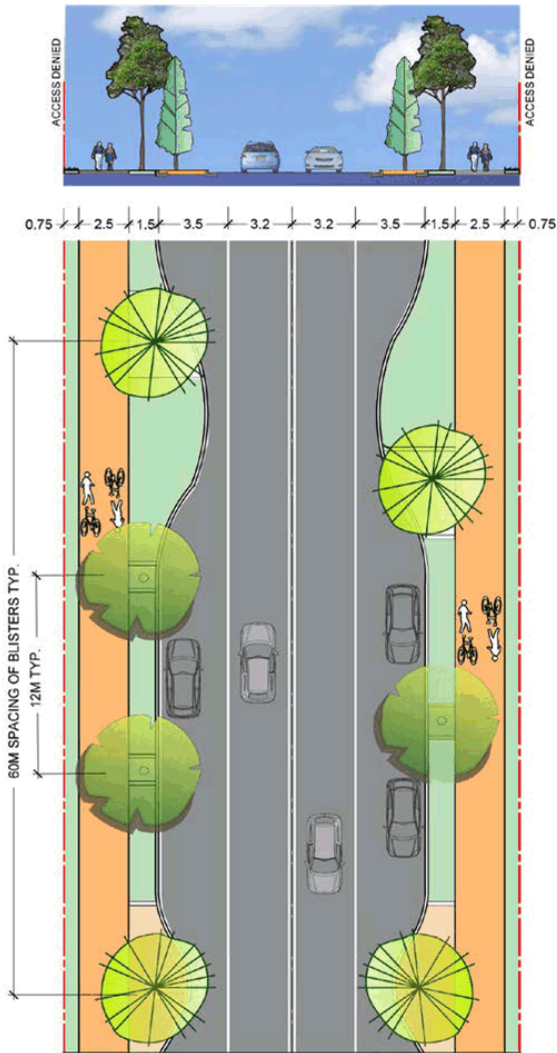 ACCESS DENIED
ACCESS DENIED
0.75 2.5 1.5 3.5 3.2 3.2 3.5 1.5 2.5 0.75
60M SPACING OF BLISTERS TYP.
12M TYP.